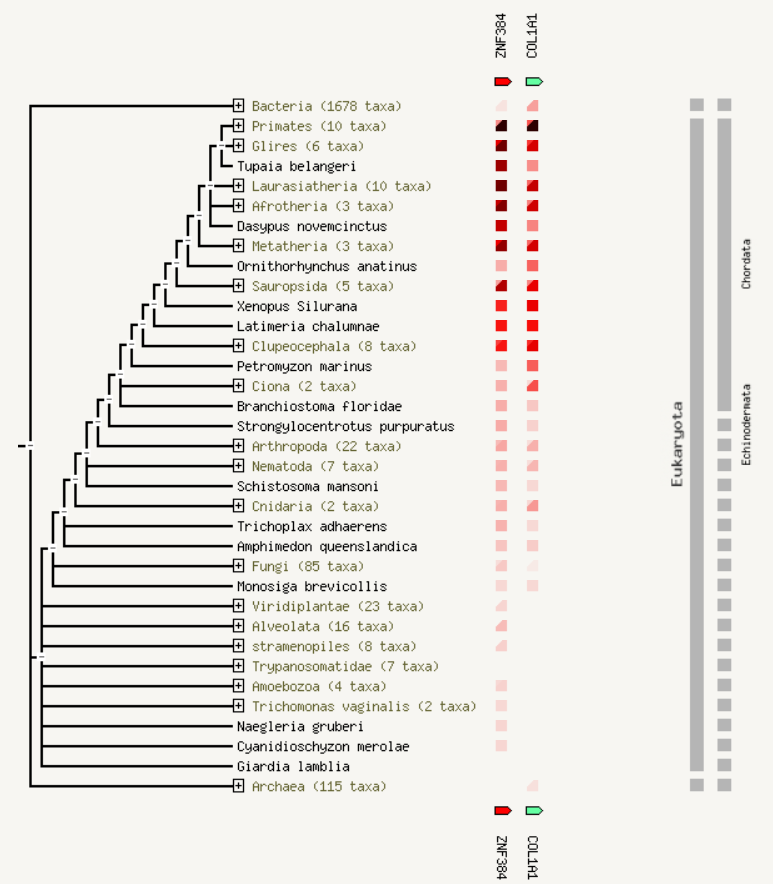 ZNF384 COL1A1
Bacteria (1678 taxa)
Primates (10 taxa)
Glires (6 taxa)
Tupaia belangeri
Laurasiatheria (10 taxa)
Afrotheria (3 taxa)
Dasypus novemcinctus
Metatheria (3 taxa)
Ornithorhynchus anatinus
Sauropsida (5 taxa)
Xenopus Silurana
Latimeria chalumnae
Clupeocephala (8 taxa)
Petromyzon marinus
Ciona (2 taxa)
Branchiostoma floridae
Strongylocentrotus purpuratus
Arthropoda (22 taxa)
Nematoda (7 taxa)
Schistosoma mansoni
Cnidaria (2 taxa)
Trichoplax adhaerens
Amphimedon queenslandica
Fungi (85 taxa)
Monosiga brevicollis
Viridiplantae (23 taxa)
Alveolata (16 taxa)
stramenopiles (8 taxa)
Trypanosomatidae (7 taxa)
Amoebozoa (4 taxa)
Trichomonas vaginalis (2 taxa)
Naegleria gruberi
Cyanidioschyzon merolae
Giardia lamblia
Archaea (115 taxa)
ZNF384 COL1A1
Eukaryota
Chordata
Echinodermata